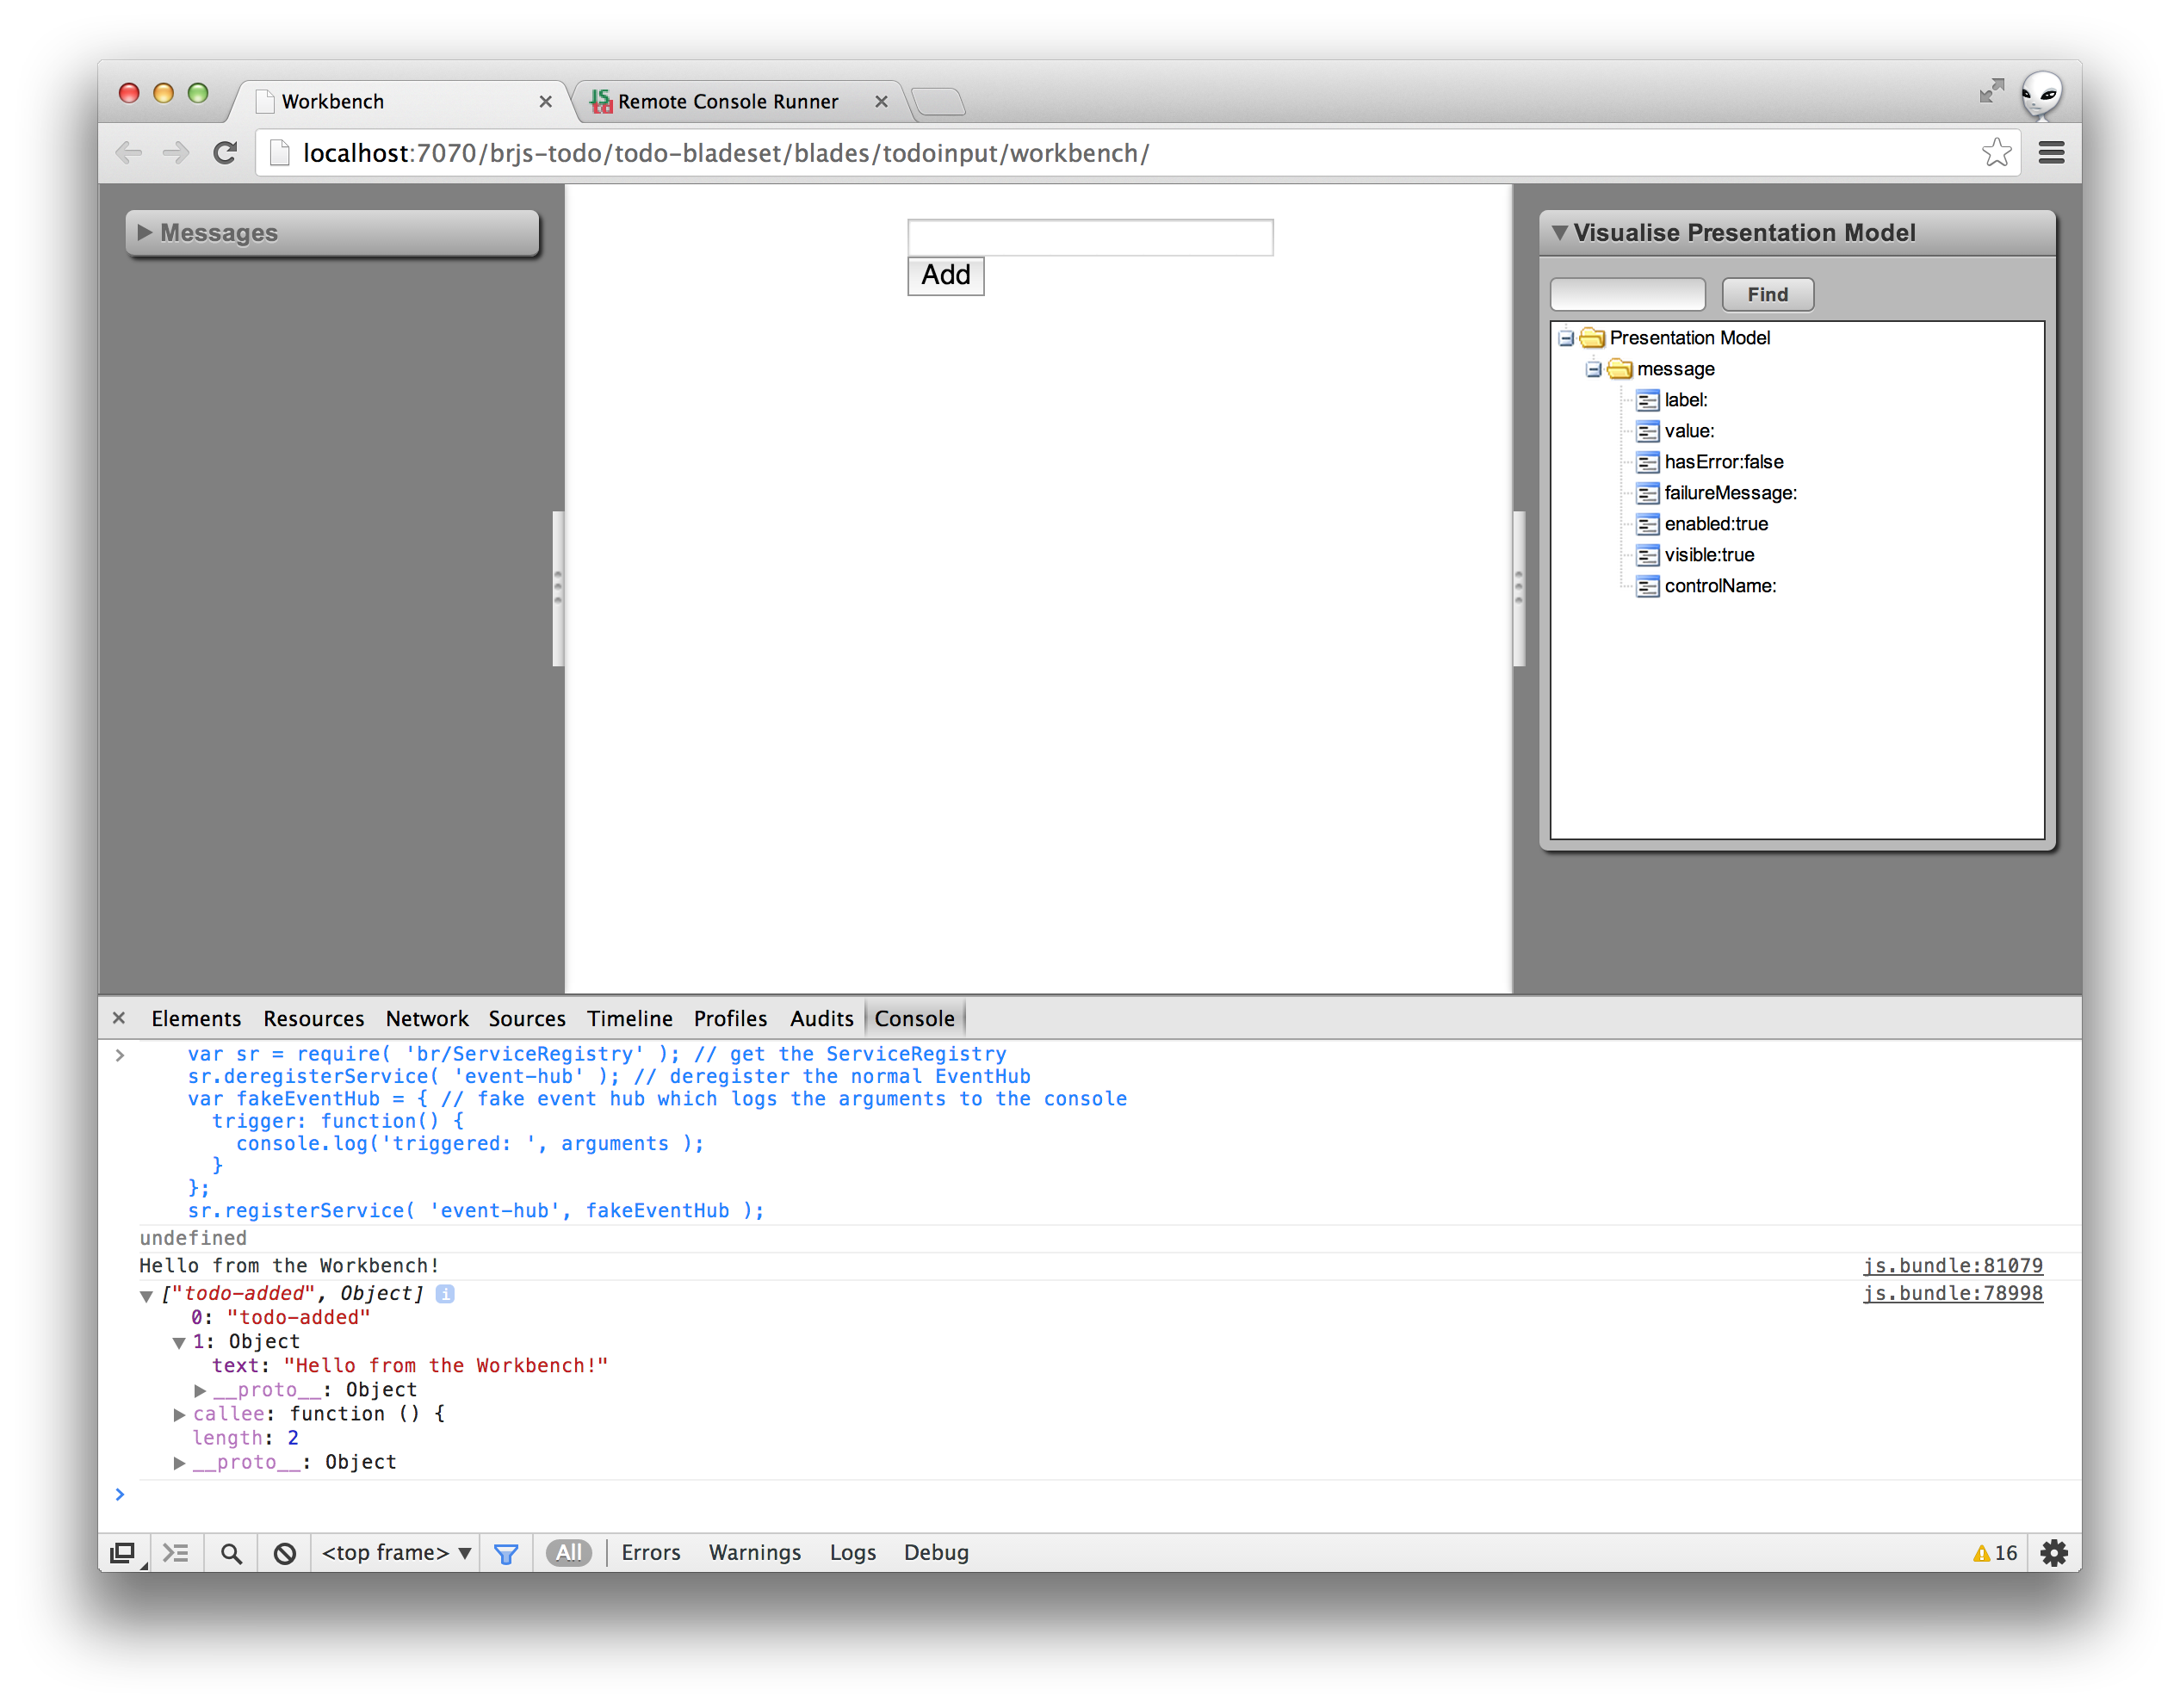 Workbench
Remote Console Runner
localhost:7070/brjs-todo/todo-bladeset/blades/todoinput/workbench/
Messages
Add
Visualise Presentation Model
Find
Presentation Model
message
label:
value:
hasError:false
failureMessage:
enabled:true
visible:true
controlName:
Elements Resources Network Sources Timeline Profiles Audits Console
var sr = require( 'br/ServiceRegistry' ); // get the ServiceRegistry
sr.deregisterService( 'event-hub' ); // deregister the normal EventHub
var fakeEventHub = { // fake event hub which logs the arguments to the console
trigger: function() {
console.log('triggered: ', arguments );
}
};
sr.registerService( 'event-hub', fakeEventHub );
undefined
Hello from the Workbench! js.bundle:81079
["todo-added", Object] i js.bundle:78998
0: "todo-added"
1: Object
text: "Hello from the Workbench!"
__proto__: Object
callee: function () {
length: 2
__proto__: Object
<top frame> All Errors Warnings Logs Debug 16